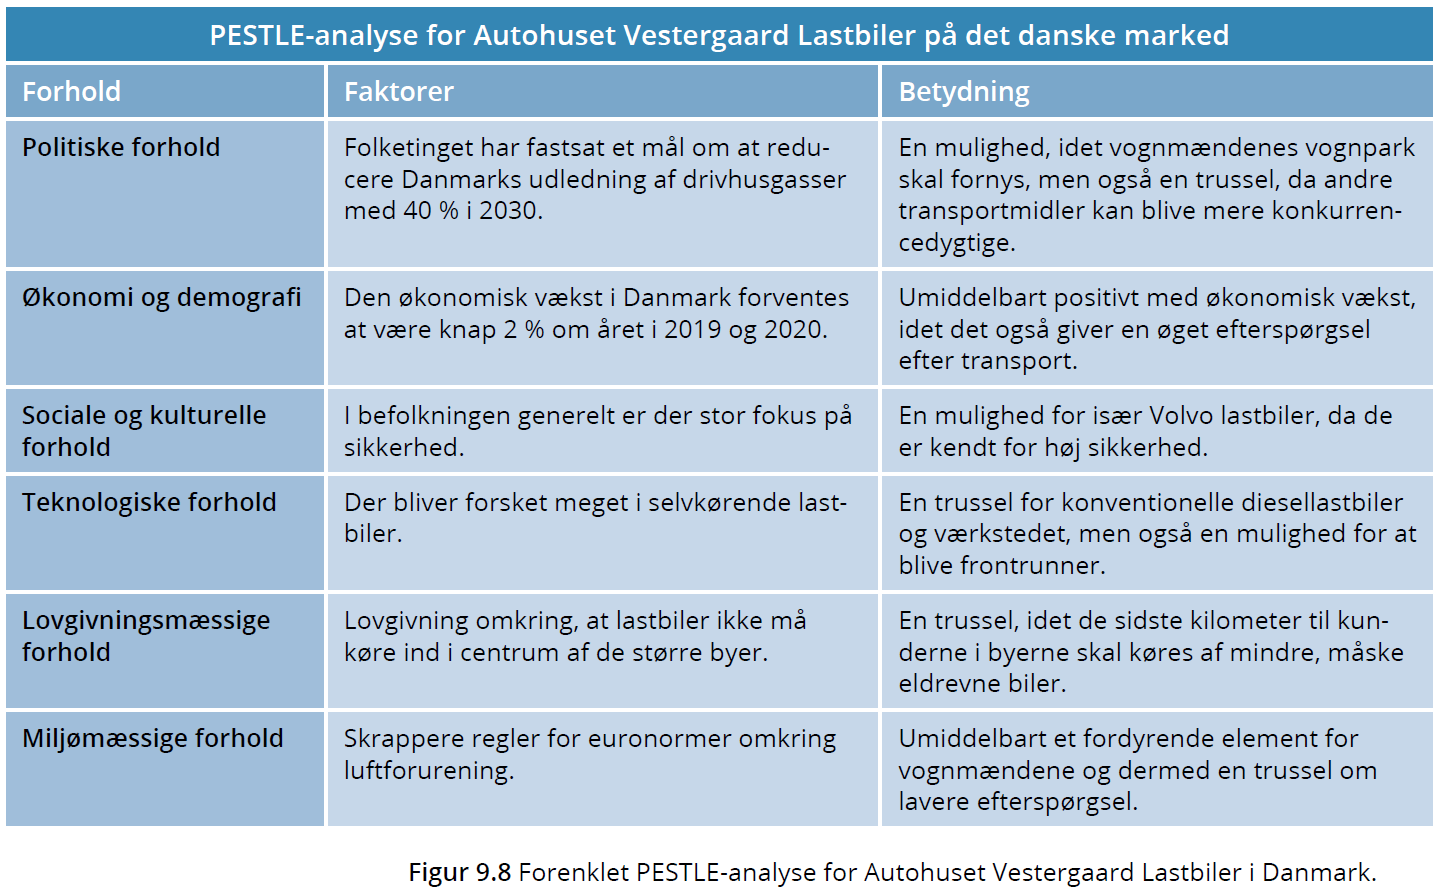 PESTLE-analyse for Autohuset Vestergaard Lastbiler på det danske marked
Forhold
Faktorer
Betydning
Politiske forhold
Folketinget har fastsat et mål om at redu-
cere Danmarks udledning af drivhusgasser
med 40 % i 2030.
En mulighed, idet vognmændenes vognpark
skal fornys, men også en trussel, da andre
transportmidler kan blive mere konkurren-
cedygtige.
Økonomi og demografi
Den økonomisk vækst i Danmark forventes
at være knap 2 % om året i 2019 og 2020.
Umiddelbart positivt med økonomisk vækst,
idet det også giver en øget efterspørgsel
efter transport.
Sociale og kulturelle
forhold
I befolkningen generelt er der stor fokus på
sikkerhed.
En mulighed for især Volvo lastbiler, da de
er kendt for høj sikkerhed.
Teknologiske forhold
Der bliver forsket meget i selvkørende last-
biler.
En trussel for konventionelle diesellastbiler
og værkstedet, men også en mulighed for at
blive frontrunner.
Lovgivningsmæssige
forhold
Lovgivning omkring, at lastbiler ikke må
køre ind i centrum af de større byer.
En trussel, idet de sidste kilometer til kun-
derne i byerne skal køres af mindre, måske
eldrevne biler.
Miljømæssige forhold
Skrappere regler for euronormer omkring
luftforurening.
Umiddelbart et fordyrende element for
vognmændene og dermed en trussel om
lavere efterspørgsel.
Figur 9.8 Forenklet PESTLE-analyse for Autohuset Vestergaard Lastbiler i Danmark.